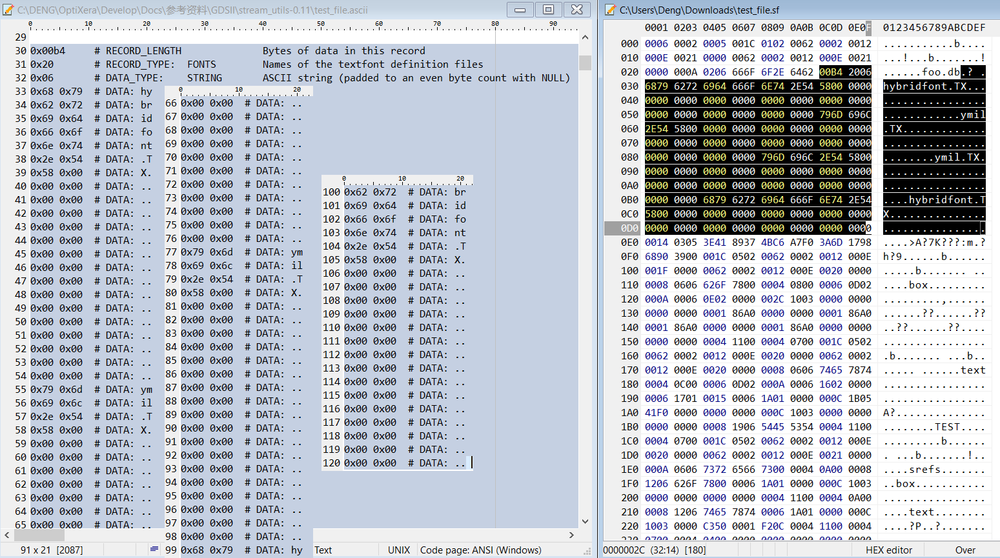 C:\DENG\OptiXera\Develop\Docs\参考资料\GDSII\stream_utils-0.11\test_file.ascii
0 10 20 30 40 50 60 70 80 90
29
30 0x00b4 # RECORD_LENGTH Bytes of data in this record
31 0x20 # RECORD_TYPE: FONTS Names of the textfont definition files
32 0x06 # DATA_TYPE: STRING ASCII string (padded to an even byte count with NULL)
33 0x68 0x79 # DATA: hy
34 0x62 0x72 # DATA: br
35 0x69 0x64 # DATA: id
36 0x66 0x6f # DATA: fo
37 0x6e 0x74 # DATA: nt
38 0x2e 0x54 # DATA: .T
39 0x58 0x00 # DATA: X.
40 0x00 0x00 # DATA: ..
41 0x00 0x00 # DATA: ..
42 0x00 0x00 # DATA: ..
43 0x00 0x00 # DATA: ..
44 0x00 0x00 # DATA: ..
45 0x00 0x00 # DATA: ..
46 0x00 0x00 # DATA: ..
47 0x00 0x00 # DATA: ..
48 0x00 0x00 # DATA: ..
49 0x00 0x00 # DATA: ..
50 0x00 0x00 # DATA: ..
51 0x00 0x00 # DATA: ..
52 0x00 0x00 # DATA: ..
53 0x00 0x00 # DATA: ..
54 0x00 0x00 # DATA: ..
55 0x79 0x6d # DATA: ym
56 0x69 0x6c # DATA: il
57 0x2e 0x54 # DATA: .T
58 0x58 0x00 # DATA: X.
59 0x00 0x00 # DATA: ..
60 0x00 0x00 # DATA: ..
61 0x00 0x00 # DATA: ..
62 0x00 0x00 # DATA: ..
63 0x00 0x00 # DATA: ..
64 0x00 0x00 # DATA: ..
65 0x00 0x00 # DATA: ..
0 10 20
66 0x00 0x00 # DATA: ..
67 0x00 0x00 # DATA: ..
68 0x00 0x00 # DATA: ..
69 0x00 0x00 # DATA: ..
70 0x00 0x00 # DATA: ..
71 0x00 0x00 # DATA: ..
72 0x00 0x00 # DATA: ..
73 0x00 0x00 # DATA: ..
74 0x00 0x00 # DATA: ..
75 0x00 0x00 # DATA: ..
76 0x00 0x00 # DATA: ..
77 0x79 0x6d # DATA: ym
78 0x69 0x6c # DATA: il
79 0x2e 0x54 # DATA: .T
80 0x58 0x00 # DATA: X.
81 0x00 0x00 # DATA: ..
82 0x00 0x00 # DATA: ..
83 0x00 0x00 # DATA: ..
84 0x00 0x00 # DATA: ..
85 0x00 0x00 # DATA: ..
86 0x00 0x00 # DATA: ..
87 0x00 0x00 # DATA: ..
88 0x00 0x00 # DATA: ..
89 0x00 0x00 # DATA: ..
90 0x00 0x00 # DATA: ..
91 0x00 0x00 # DATA: ..
92 0x00 0x00 # DATA: ..
93 0x00 0x00 # DATA: ..
94 0x00 0x00 # DATA: ..
95 0x00 0x00 # DATA: ..
96 0x00 0x00 # DATA: ..
97 0x00 0x00 # DATA: ..
98 0x00 0x00 # DATA: ..
99 0x68 0x79 # DATA: hy
0 10 20
100 0x62 0x72 # DATA: br
101 0x69 0x64 # DATA: id
102 0x66 0x6f # DATA: fo
103 0x6e 0x74 # DATA: nt
104 0x2e 0x54 # DATA: .T
105 0x58 0x00 # DATA: X.
106 0x00 0x00 # DATA: ..
107 0x00 0x00 # DATA: ..
108 0x00 0x00 # DATA: ..
109 0x00 0x00 # DATA: ..
110 0x00 0x00 # DATA: ..
111 0x00 0x00 # DATA: ..
112 0x00 0x00 # DATA: ..
113 0x00 0x00 # DATA: ..
114 0x00 0x00 # DATA: ..
115 0x00 0x00 # DATA: ..
116 0x00 0x00 # DATA: ..
117 0x00 0x00 # DATA: ..
118 0x00 0x00 # DATA: ..
119 0x00 0x00 # DATA: ..
120 0x00 0x00 # DATA: ..
91 x 21 [2087] Text UNIX Code page: ANSI (Windows)
C:\Users\Deng\Downloads\test_file.sf
0001 0203 0405 0607 0809 0A0B 0C0D 0E0F 0123456789ABCDEF
000 0006 0002 0005 001C 0102 0062 0002 0012 ...........b....
010 000E 0021 0000 0062 0002 0012 000E 0021 ...!...b.......!
020 0000 000A 0206 666F 6F2E 6462 00B4 2006 ......foo.db.? .
030 6879 6272 6964 666F 6E74 2E54 5800 0000 hybridfont.TX...
040 0000 0000 0000 0000 0000 0000 0000 0000 ................
050 0000 0000 0000 0000 0000 0000 796D 696C ............ymil
060 2E54 5800 0000 0000 0000 0000 0000 0000 .TX.............
070 0000 0000 0000 0000 0000 0000 0000 0000 ................
080 0000 0000 0000 0000 796D 696C 2E54 5800 ........ymil.TX.
090 0000 0000 0000 0000 0000 0000 0000 0000 ................
0A0 0000 0000 0000 0000 0000 0000 0000 0000 ................
0B0 0000 0000 6879 6272 6964 666F 6E74 2E54 ....hybridfont.T
0C0 5800 0000 0000 0000 0000 0000 0000 0000 X...............
0D0 0000 0000 0000 0000 0000 0000 0000 0000 ................
0E0 0014 0305 3E41 8937 4BC6 A7F0 3A6D 1798 ....>A?7K???:m.?
0F0 6890 3900 001C 0502 0062 0002 0012 000E h?9......b......
100 001F 0000 0062 0002 0012 000E 0020 0000 .....b....... ..
110 0008 0606 626F 7800 0004 0800 0006 0D02 ....box.........
120 000A 0006 0E02 0000 002C 1003 0000 0000 .........,......
130 0000 0000 0001 86A0 0000 0000 0001 86A0 ......??......??
140 0001 86A0 0000 0000 0001 86A0 0000 0000 ..??......??....
150 0000 0000 0004 1100 0004 0700 001C 0502 ................
160 0062 0002 0012 000E 0020 0000 0062 0002 .b....... ...b..
170 0012 000E 0020 0000 0008 0606 7465 7874 ..... ......text
180 0004 0C00 0006 0D02 000A 0006 1602 0000 ................
190 0006 1701 0015 0006 1A01 0000 000C 1B05 ................
1A0 41F0 0000 0000 0000 000C 1003 0000 0000 A?..............
1B0 0000 0000 0008 1906 5445 5354 0004 1100 ........TEST....
1C0 0004 0700 001C 0502 0062 0002 0012 000E .........b......
1D0 0020 0000 0062 0002 0012 000E 0021 0000 . ...b.......!..
1E0 000A 0606 7372 6566 7300 0004 0A00 0008 ....srefs.......
1F0 1206 626F 7800 0006 1A01 0000 000C 1003 ..box...........
200 0000 0000 0000 0000 0004 1100 0004 0A00 ................
210 0008 1206 7465 7874 0006 1A01 0000 000C ....text........
220 1003 0000 C350 0001 F20C 0004 1100 0004 ....?P..?.......
230 0700 0004 0400 0000 0000 0000 0000 0000
0000002C (32:14) [180] HEX editor Over